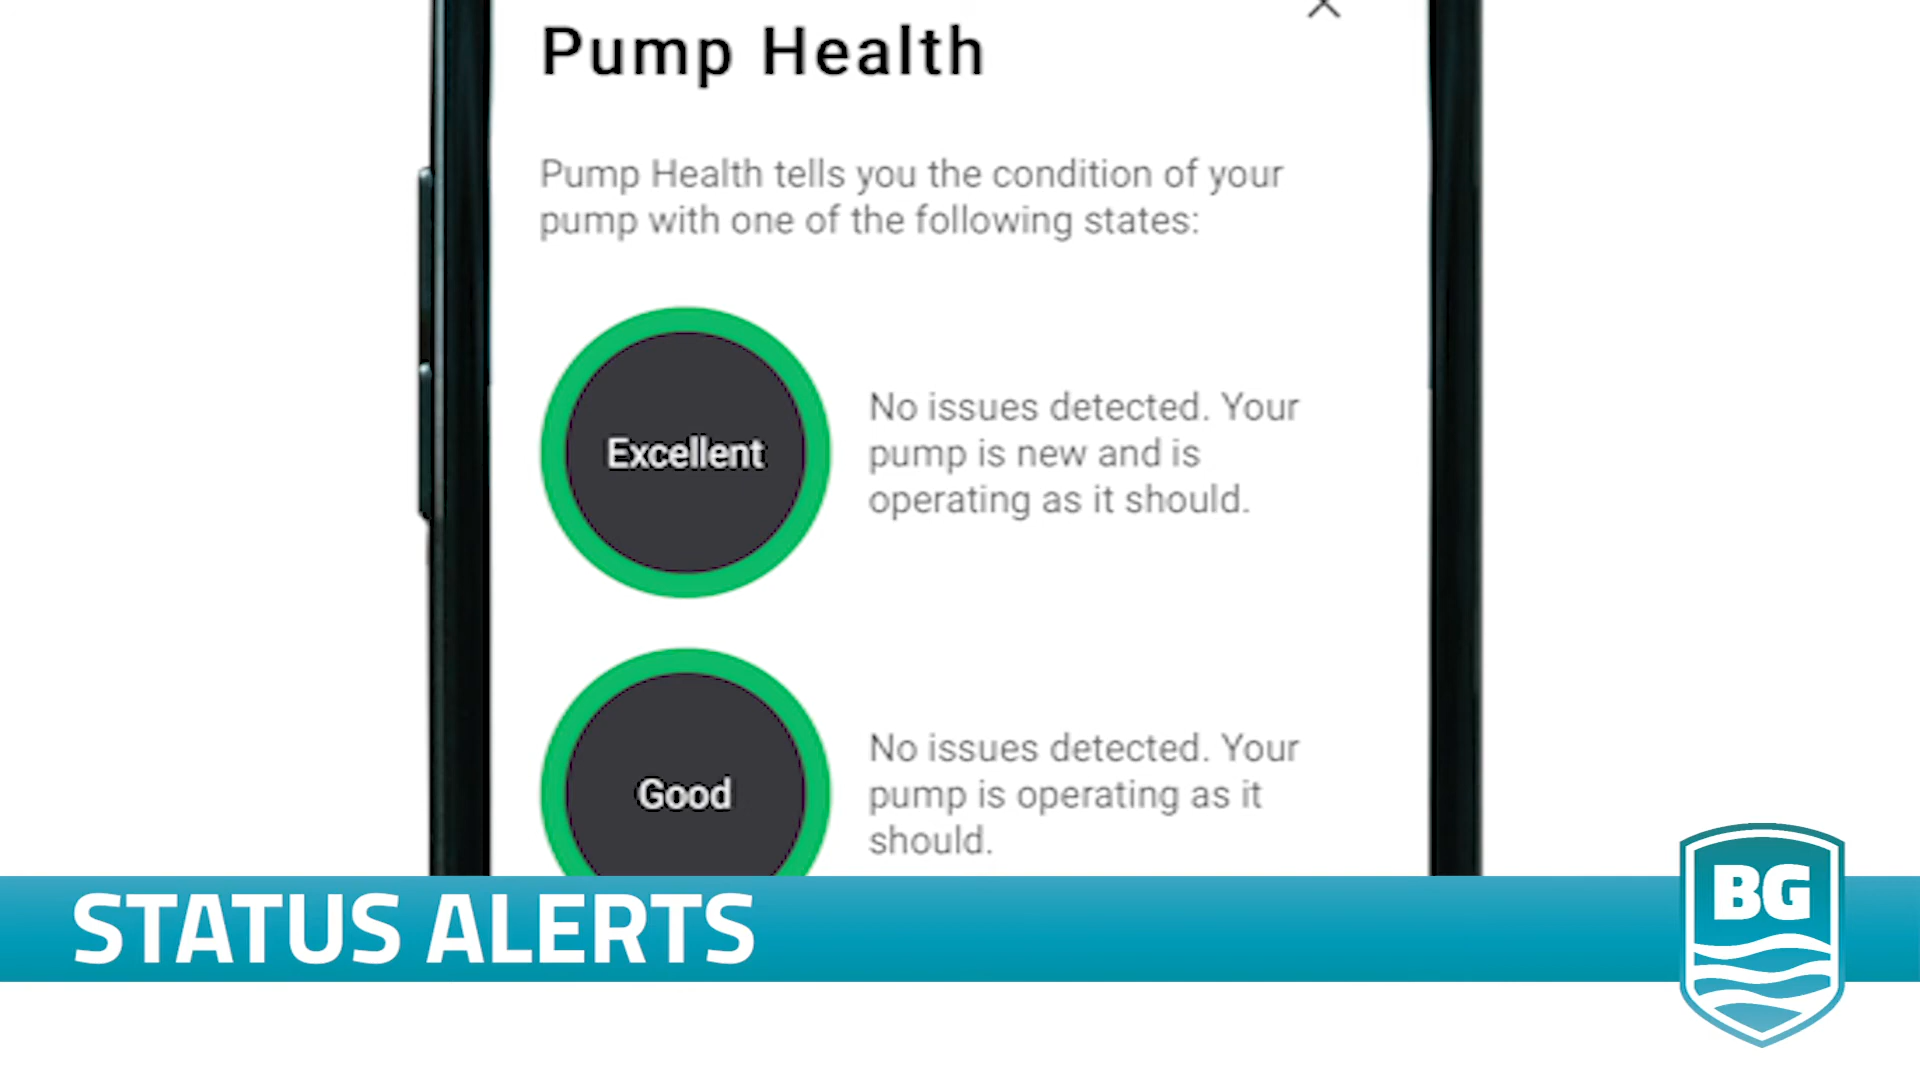 Pump Health
Pump Health tells you the condition of your
pump with one of the following states:
Excellent
No issues detected. Your
pump is new and is
operating as it should.
Good
No issues detected. Your
pump is operating as it
should.
STATUS ALERTS
BG